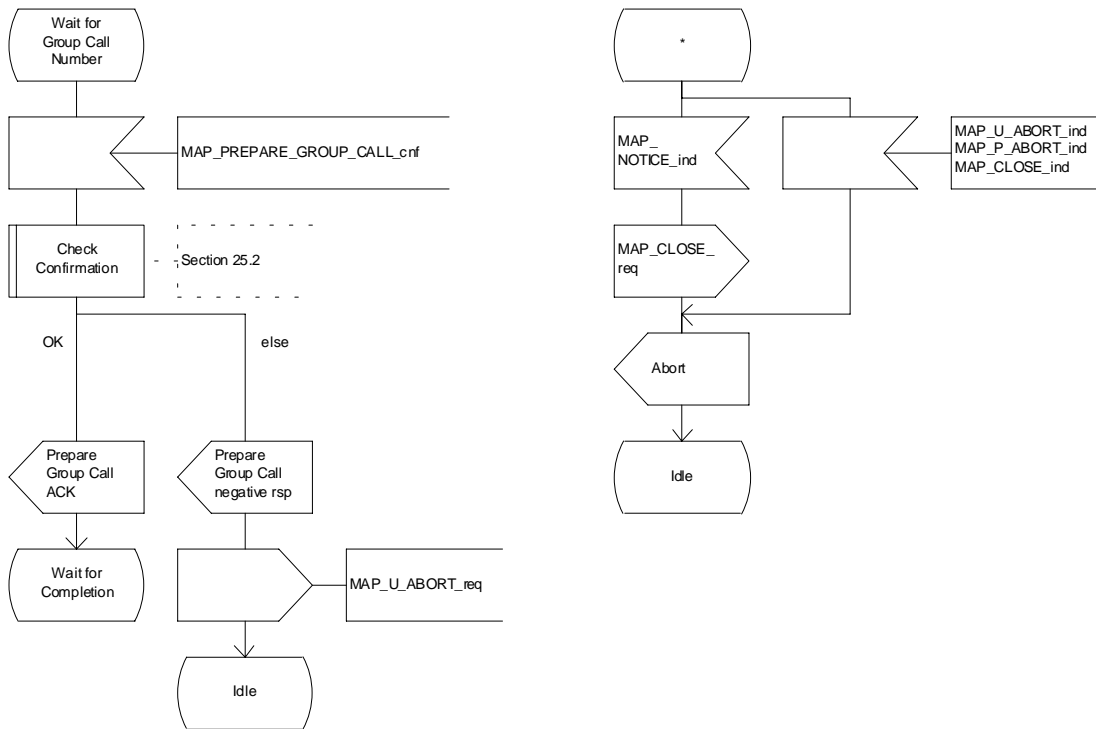 Wait for
Group Call
Number
MAP_PREPARE_GROUP_CALL_cnf
Check
Confirmation
Section 25.2
OK
else
Prepare
Group Call
ACK
Prepare
Group Call
negative rsp
Wait for
Completion
MAP_U_ABORT_req
Idle
*
MAP_
NOTICE_ind
MAP_U_ABORT_ind
MAP_P_ABORT_ind
MAP_CLOSE_ind
MAP_CLOSE_
req
Abort
Idle